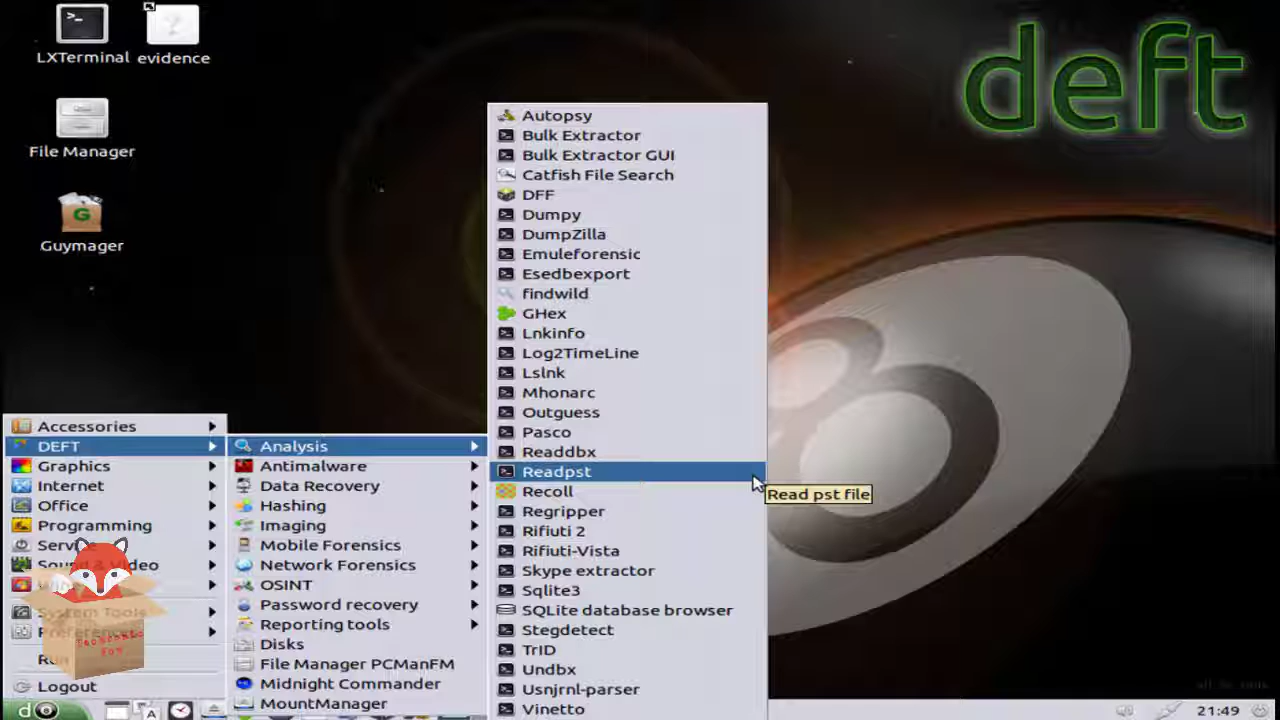 LXTerminal
evidence
File Manager
Guymager
deft
Accessories
DEFT
Graphics
Internet
Office
Programming
Sound & Video
System Tools
Logout
Analysis
Antimalware
Data Recovery
Hashing
Imaging
Mobile Forensics
Network Forensics
OSINT
Password recovery
Reporting tools
Disks
File Manager PCManFM
Midnight Commander
MountManager
Autopsy
Bulk Extractor
Bulk Extractor GUI
Catfish File Search
DFF
Dumpy
DumpZilla
Emuleforensic
Esedbexport
findwild
GHex
Lnkinfo
Log2TimeLine
Lslnk
Mhonarc
Outguess
Pasco
Readdbx
Readpst
Recoll
Regripper
Rifiuti 2
Rifiuti-Vista
Skype extractor
Sqlite3
SQLite database browser
Stegdetect
TrID
Undbx
Usnjrnl-parser
Vinetto
Read pst file
21:49